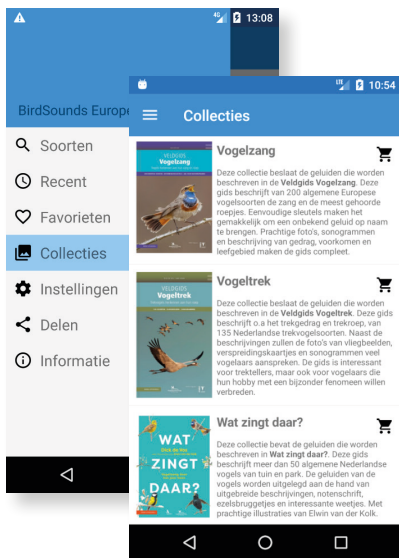 4G 13:08
BirdSounds Europe
Soorten
Recent
Favorieten
Collecties
Instellingen
Delen
Informatie
LTE 10:54
Collecties
VELDGIDS
Vogelzang
Vogelzang
Deze collectie beslaat de geluiden die worden
beschreven in de Veldgids Vogelzang. Deze
gids beschrijft van 200 algemene Europese
vogelsoorten de zang en de meest gehoorde
roepjes. Eenvoudige sleutels maken het
gemakkelijk om een onbekend geluid op naam
te brengen. Prachtige foto's, sonogrammen
en beschrijving van gedrag, voorkomen en
leefgebied maken de gids compleet.
VELDGIDS
Vogeltrek
Vogeltrek
Deze collectie beslaat de geluiden die worden
beschreven in de Veldgids Vogeltrek. Deze gids
beschrijft o.a het trekgedrag en trekroep, van
135 Nederlandse trekvogelsoorten. Naast de
beschrijvingen zullen de foto's van vliegbeelden,
verspreidingskaartjes en sonogrammen veel
vogelaars aanspreken. De gids is interessant
voor trektellers, maar ook voor vogelaars die
hun hobby met een bijzonder fenomeen willen
verbreden.
WAT
ZINGT
DAAR?
Wat zingt daar?
Deze collectie bevat de geluiden die worden
beschreven in Wat zingt daar?. Deze gids
beschrijft meer dan 50 algemene Nederlandse
vogels van tuin en park. De geluiden van de
vogels worden uitgelegd aan de hand van
uitgebreide beschrijvingen, notenschrift,
ezelsbruggetjes en interessante weetjes. Met
prachtige illustraties van Elwin van der Kolk.